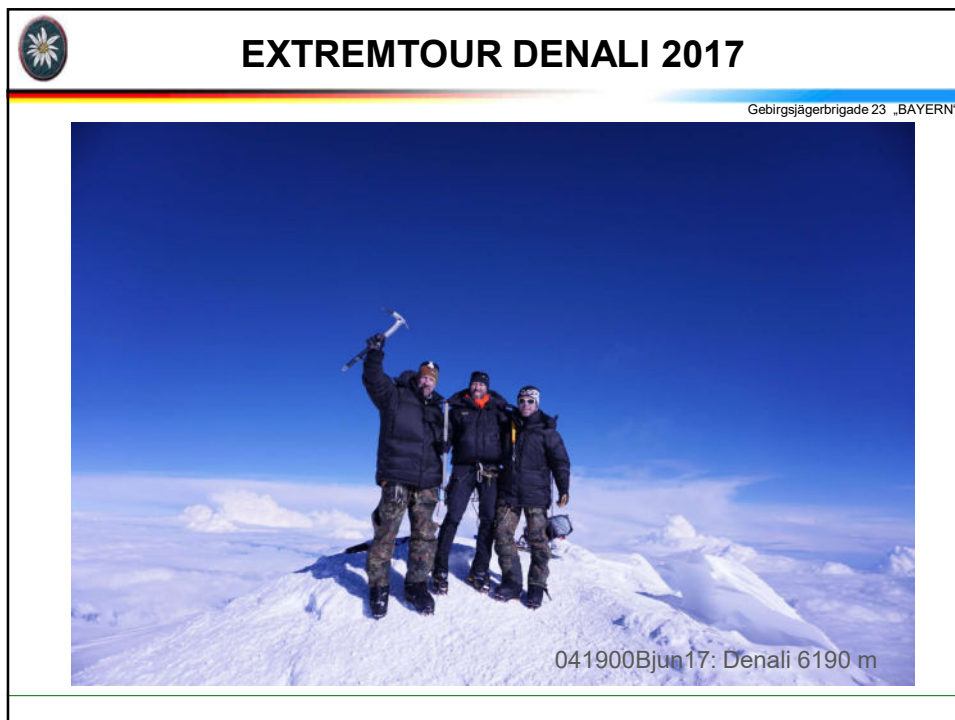 EXTREMTOUR DENALI 2017
Gebirgsjägerbrigade 23 „BAYERN“
041900Bjun17: Denali 6190 m